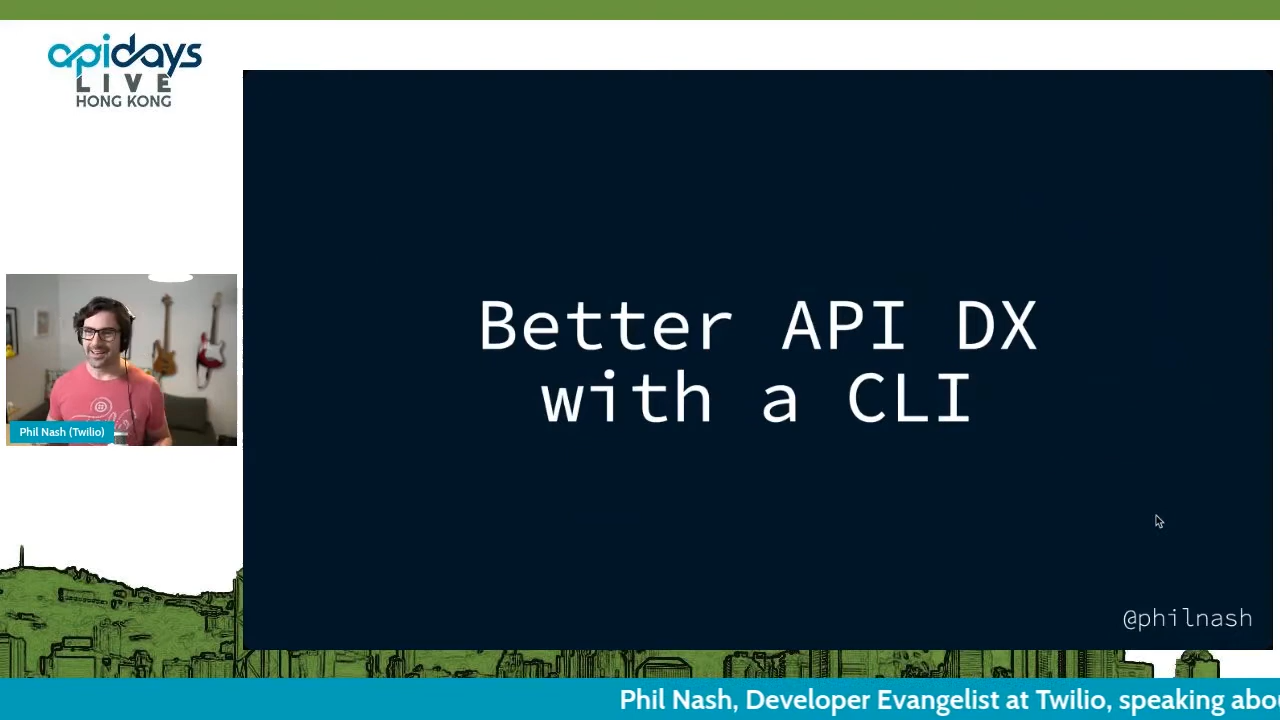 apidays
LIVE
HONG KONG
Better API DX
with a CLI
Phil Nash (Twilio)
@philnash
Phil Nash, Developer Evangelist at Twilio, speaking abou